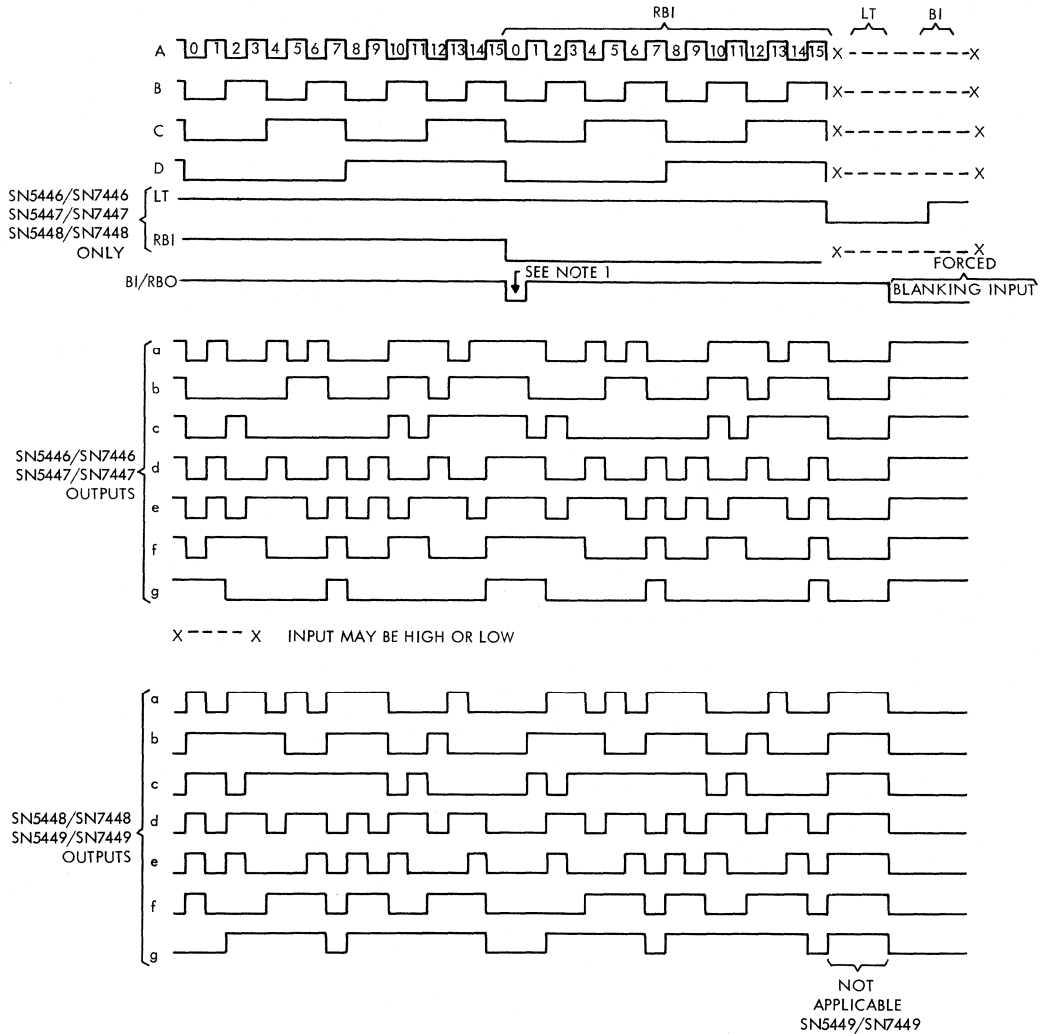 RBI LT BI
A 0 1 2 3 4 5 6 7 8 9 10 11 12 13 14 15 0 1 2 3 4 5 6 7 8 9 10 11 12 13 14 15 X - - - - - - - - - - X
B X - - - - - - - - - - X
C X - - - - - - - - - - X
D X - - - - - - - - - - X
SN5446/SN7446 LT
SN5447/SN7447
SN5448/SN7448
ONLY
RBI X - - - - - - - - - - X
BI/RBO SEE NOTE 1 FORCED
BLANKING INPUT
a
b
c
SN5446/SN7446
SN5447/SN7447
OUTPUTS
d
e
f
g
X - - - - X INPUT MAY BE HIGH OR LOW
a
b
c
SN5448/SN7448
SN5449/SN7449
OUTPUTS
d
e
f
g
NOT
APPLICABLE
SN5449/SN7449